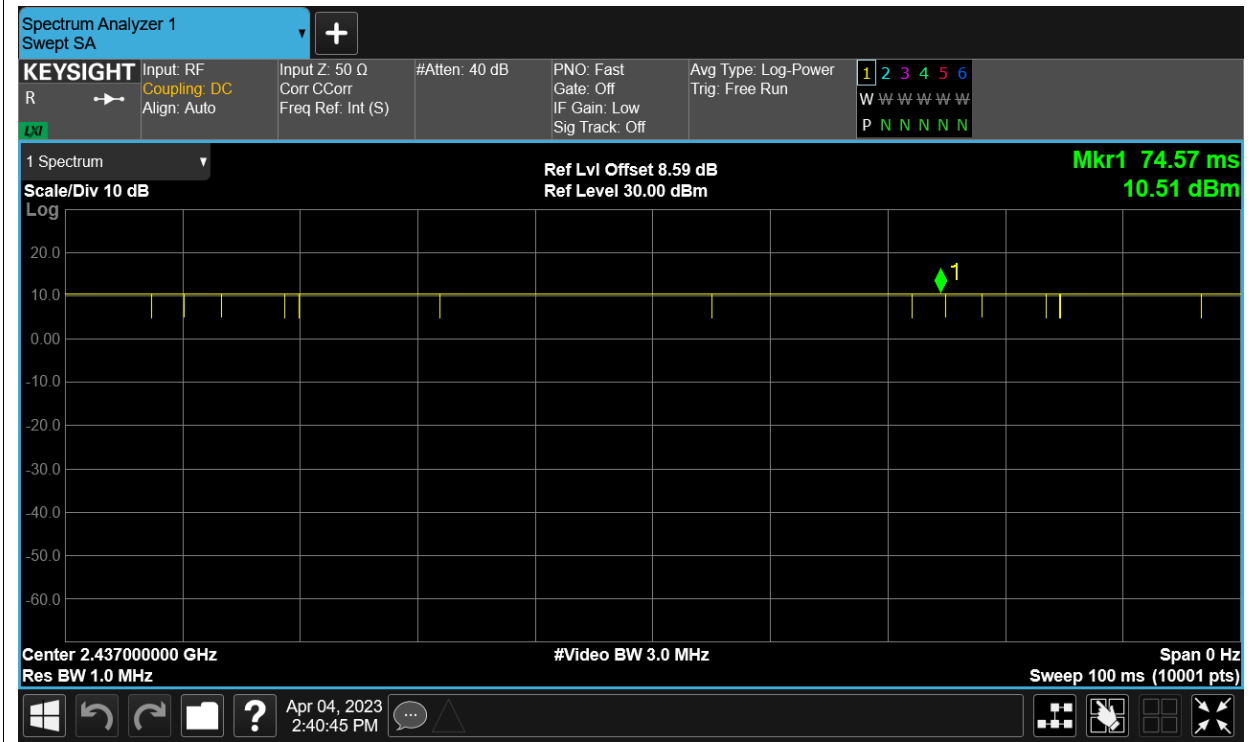 Spectrum Analyzer 1
Swept SA
KEYSIGHT
R
LXI
Input: RF
Coupling: DC
Align: Auto
Input Z: 50 Ω
Corr CCorr
Freq Ref: Int (S)
#Atten: 40 dB
PNO: Fast
Gate: Off
IF Gain: Low
Sig Track: Off
Avg Type: Log-Power
Trig: Free Run
1 2 3 4 5 6
W W W W W W
P N N N N N
1 Spectrum
Scale/Div 10 dB
Ref Lvl Offset 8.59 dB
Ref Level 30.00 dBm
Mkr1 74.57 ms
10.51 dBm
Log
20.0
10.0
0.00
-10.0
-20.0
-30.0
-40.0
-50.0
-60.0
1
Center 2.437000000 GHz
#Video BW 3.0 MHz
Span 0 Hz
Res BW 1.0 MHz
Sweep 100 ms (10001 pts)
?
Apr 04, 2023
2:40:45 PM